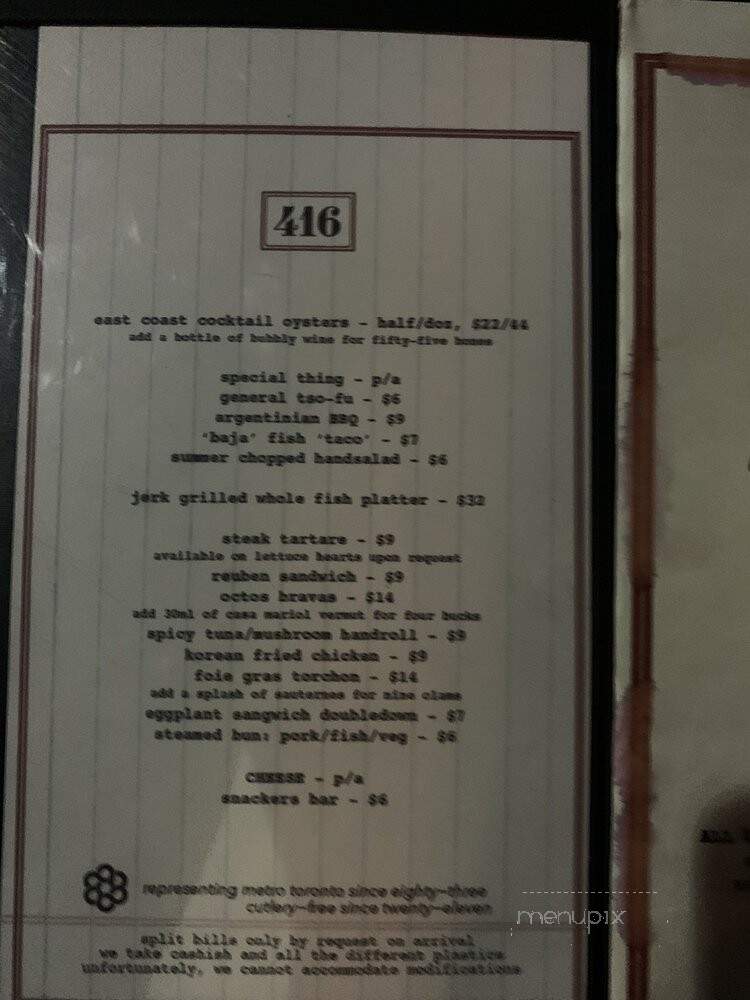 416
east coast cocktail oysters - half/doz, $22/44
add a bottle of bubbly wine for fifty-five bones
special thing - p/a
general tso-fu - $6
argentinian BBQ - $9
'baja' fish 'taco' - $7
summer chopped handsalad - $6
jerk grilled whole fish platter - $32
steak tartare - $9
available on lettuce hearts upon request
reuben sandwich - $9
octos bravas - $14
add 30ml of casa mariol vermut for four bucks
spicy tuna/mushroom handroll - $9
korean fried chicken - $9
foie gras torchon - $14
add a splash of sauternes for nine clams
eggplant sangwich doubledown - $7
steamed bun: pork/fish/veg - $6
CHEESE - p/a
snackers bar - $6
representing metro toronto since eighty-three
cutlery-free since twenty-eleven
split bills only by request on arrival
we take cashish and all the different plastics
unfortunately, we cannot accommodate modifications
menupix
ALL